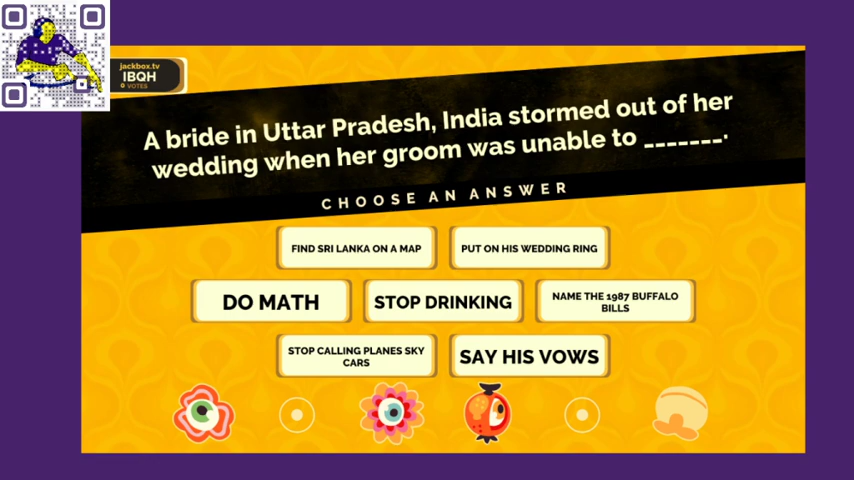 jackbox.tv
IBQH
0 VOTES
A bride in Uttar Pradesh, India stormed out of her
wedding when her groom was unable to _______.
CHOOSE AN ANSWER
FIND SRI LANKA ON A MAP
PUT ON HIS WEDDING RING
DO MATH
STOP DRINKING
NAME THE 1987 BUFFALO
BILLS
STOP CALLING PLANES SKY
CARS
SAY HIS VOWS